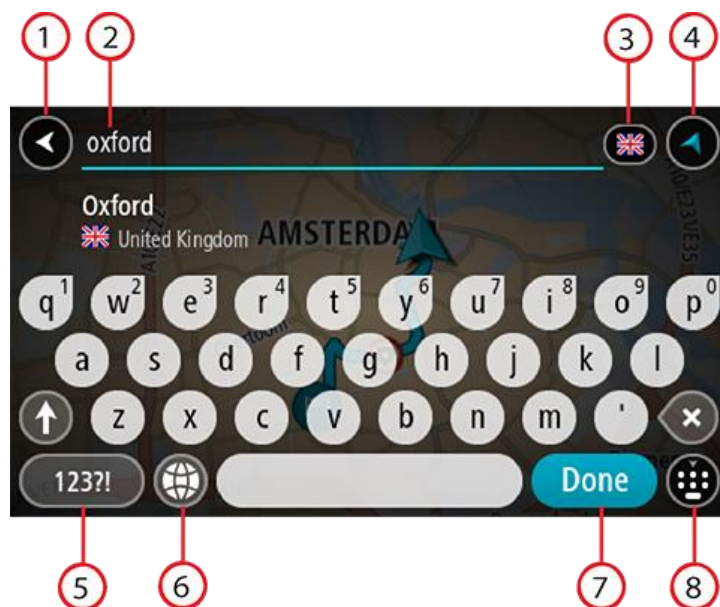 1 2 3 4
oxford
Oxford
United Kingdom AMSTERDA
q1 w2 e3 r4 t5 y6 u7 i8 o9 p0
a s d f g h j k l
z x c v b n m '
123?! Done
5 6 7 8